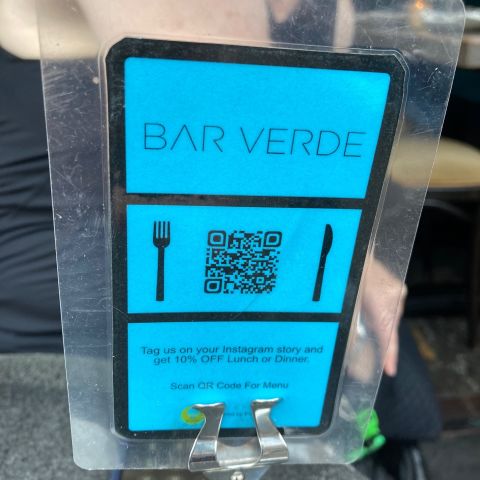 BAR VERDE
Tag us on your Instagram story and
get 10% OFF Lunch or Dinner.
Scan QR Code For Menu